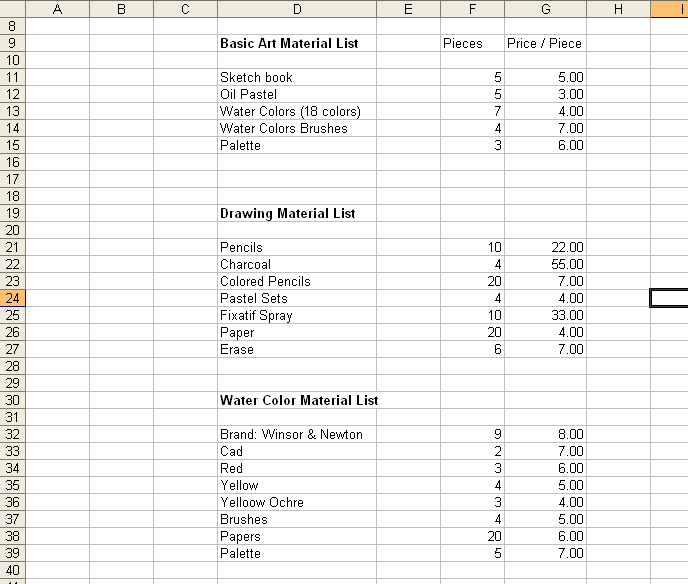 A B C D E F G H I
8
9 Basic Art Material List Pieces Price / Piece
10
11 Sketch book 5 5.00
12 Oil Pastel 5 3.00
13 Water Colors (18 colors) 7 4.00
14 Water Colors Brushes 4 7.00
15 Palette 3 6.00
16
17
18
19 Drawing Material List
20
21 Pencils 10 22.00
22 Charcoal 4 55.00
23 Colored Pencils 20 7.00
24 Pastel Sets 4 4.00
25 Fixatif Spray 10 33.00
26 Paper 20 4.00
27 Erase 6 7.00
28
29
30 Water Color Material List
31
32 Brand: Winsor & Newton 9 8.00
33 Cad 2 7.00
34 Red 3 6.00
35 Yellow 4 5.00
36 Yelloow Ochre 3 4.00
37 Brushes 4 5.00
38 Papers 20 6.00
39 Palette 5 7.00
40